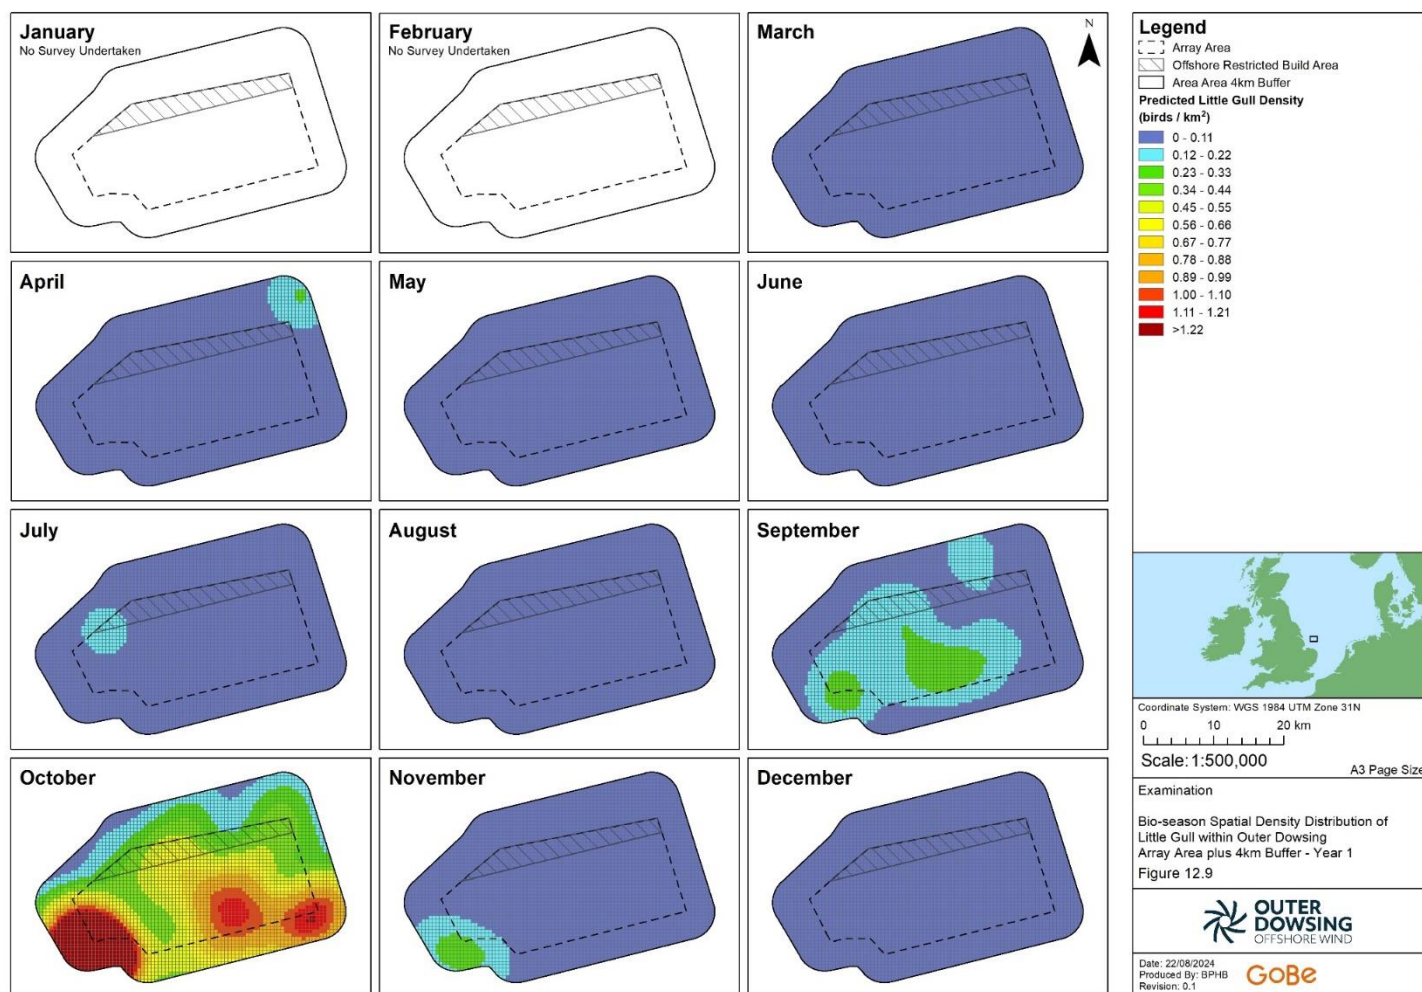 January
No Survey Undertaken
February
No Survey Undertaken
March
N
April
May
June
July
August
September
October
November
December
Legend
Array Area
Offshore Restricted Build Area
Area Area 4km Buffer
Predicted Little Gull Density
(birds / km²)
0 - 0.11
0.12 - 0.22
0.23 - 0.33
0.34 - 0.44
0.45 - 0.55
0.56 - 0.66
0.67 - 0.77
0.78 - 0.88
0.89 - 0.99
1.00 - 1.10
1.11 - 1.21
>1.22
Coordinate System: WGS 1984 UTM Zone 31N
0 10 20 km
Scale: 1:500,000
A3 Page Size
Examination
Bio-season Spatial Density Distribution of
Little Gull within Outer Dowsing
Array Area plus 4km Buffer - Year 1
Figure 12.9
OUTER
DOWSING
OFFSHORE WIND
Date: 22/08/2024
Produced By: BPHB
Revision: 0.1
GoBe